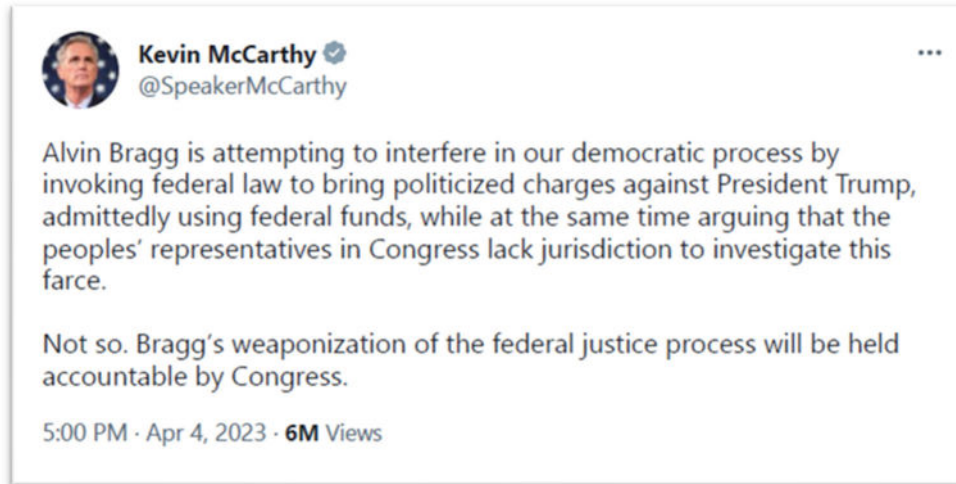 Kevin McCarthy
@SpeakerMcCarthy
Alvin Bragg is attempting to interfere in our democratic process by
invoking federal law to bring politicized charges against President Trump,
admittedly using federal funds, while at the same time arguing that the
peoples’ representatives in Congress lack jurisdiction to investigate this
farce.
Not so. Bragg’s weaponization of the federal justice process will be held
accountable by Congress.
5:00 PM · Apr 4, 2023 · 6M Views